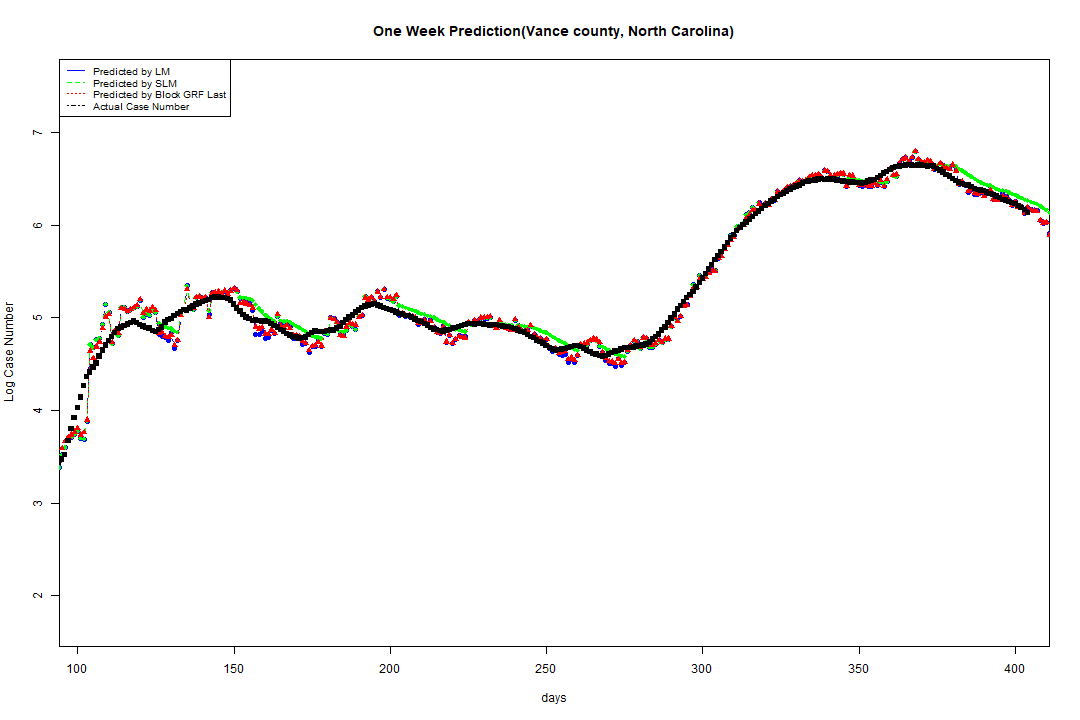 One Week Prediction(Vance county, North Carolina)
Predicted by LM
Predicted by SLM
Predicted by Block GRF Last
Actual Case Number
Log Case Number
7
6
5
4
3
2
100 150 200 250 300 350 400
days